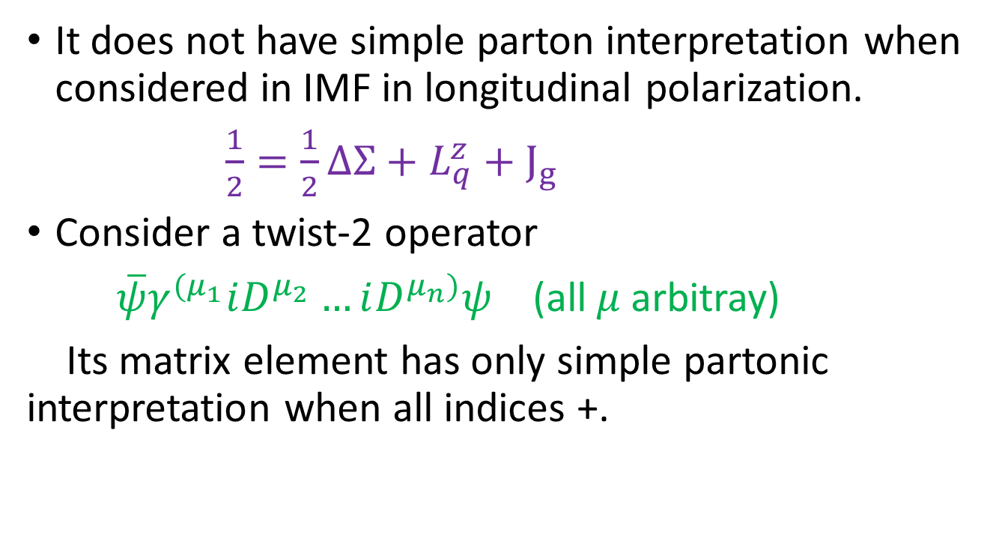 • It does not have simple parton interpretation when
considered in IMF in longitudinal polarization.
$\frac{1}{2} = \frac{1}{2}\Delta\Sigma + L_q^z + \mathrm{J_g}$
• Consider a twist-2 operator
$\bar{\psi}\gamma^{(\mu_1} iD^{\mu_2} \ldots iD^{\mu_n)}\psi$ (all $\mu$ arbitray)
Its matrix element has only simple partonic
interpretation when all indices +.